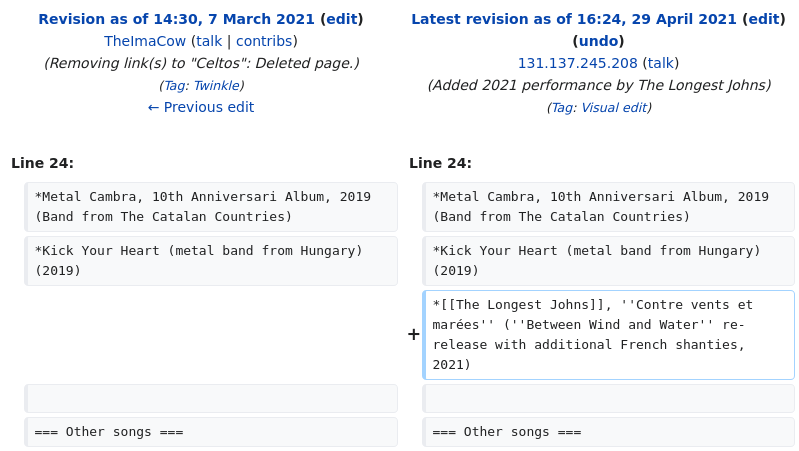 Revision as of 14:30, 7 March 2021 (edit)
TheImaCow (talk | contribs)
(Removing link(s) to "Celtos": Deleted page.)
(Tag: Twinkle)
← Previous edit
Latest revision as of 16:24, 29 April 2021 (edit)
(undo)
131.137.245.208 (talk)
(Added 2021 performance by The Longest Johns)
(Tag: Visual edit)
Line 24:
*Metal Cambra, 10th Anniversari Album, 2019
(Band from The Catalan Countries)
*Kick Your Heart (metal band from Hungary)
(2019)
=== Other songs ===
Line 24:
*Metal Cambra, 10th Anniversari Album, 2019
(Band from The Catalan Countries)
*Kick Your Heart (metal band from Hungary)
(2019)
+
*[[The Longest Johns]], ''Contre vents et
marées'' (''Between Wind and Water'' re-
release with additional French shanties,
2021)
=== Other songs ===